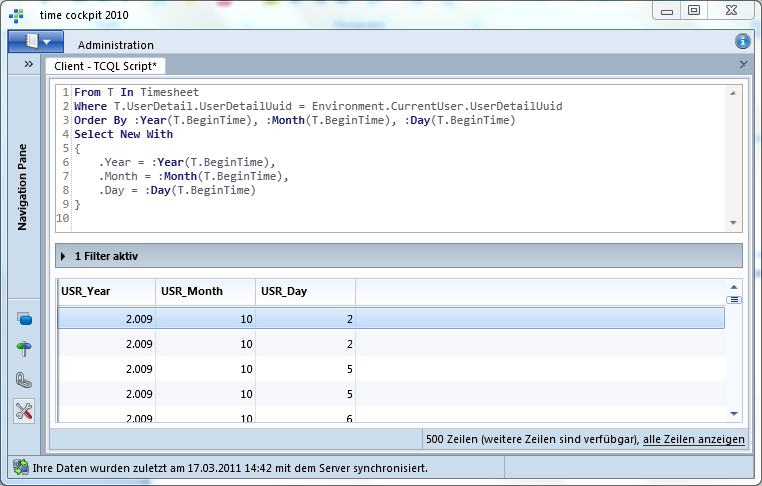 time cockpit 2010
Administration
Client - TCQL Script*
1 From T In Timesheet
2 Where T.UserDetail.UserDetailUuid = Environment.CurrentUser.UserDetailUuid
3 Order By :Year(T.BeginTime), :Month(T.BeginTime), :Day(T.BeginTime)
4 Select New With
5 {
6 .Year = :Year(T.BeginTime),
7 .Month = :Month(T.BeginTime),
8 .Day = :Day(T.BeginTime)
9 }
10
Navigation Pane
1 Filter aktiv
USR_Year USR_Month USR_Day
2.009 10 2
2.009 10 2
2.009 10 5
2.009 10 5
2.009 10 6
500 Zeilen (weitere Zeilen sind verfügbar), alle Zeilen anzeigen
Ihre Daten wurden zuletzt am 17.03.2011 14:42 mit dem Server synchronisiert.